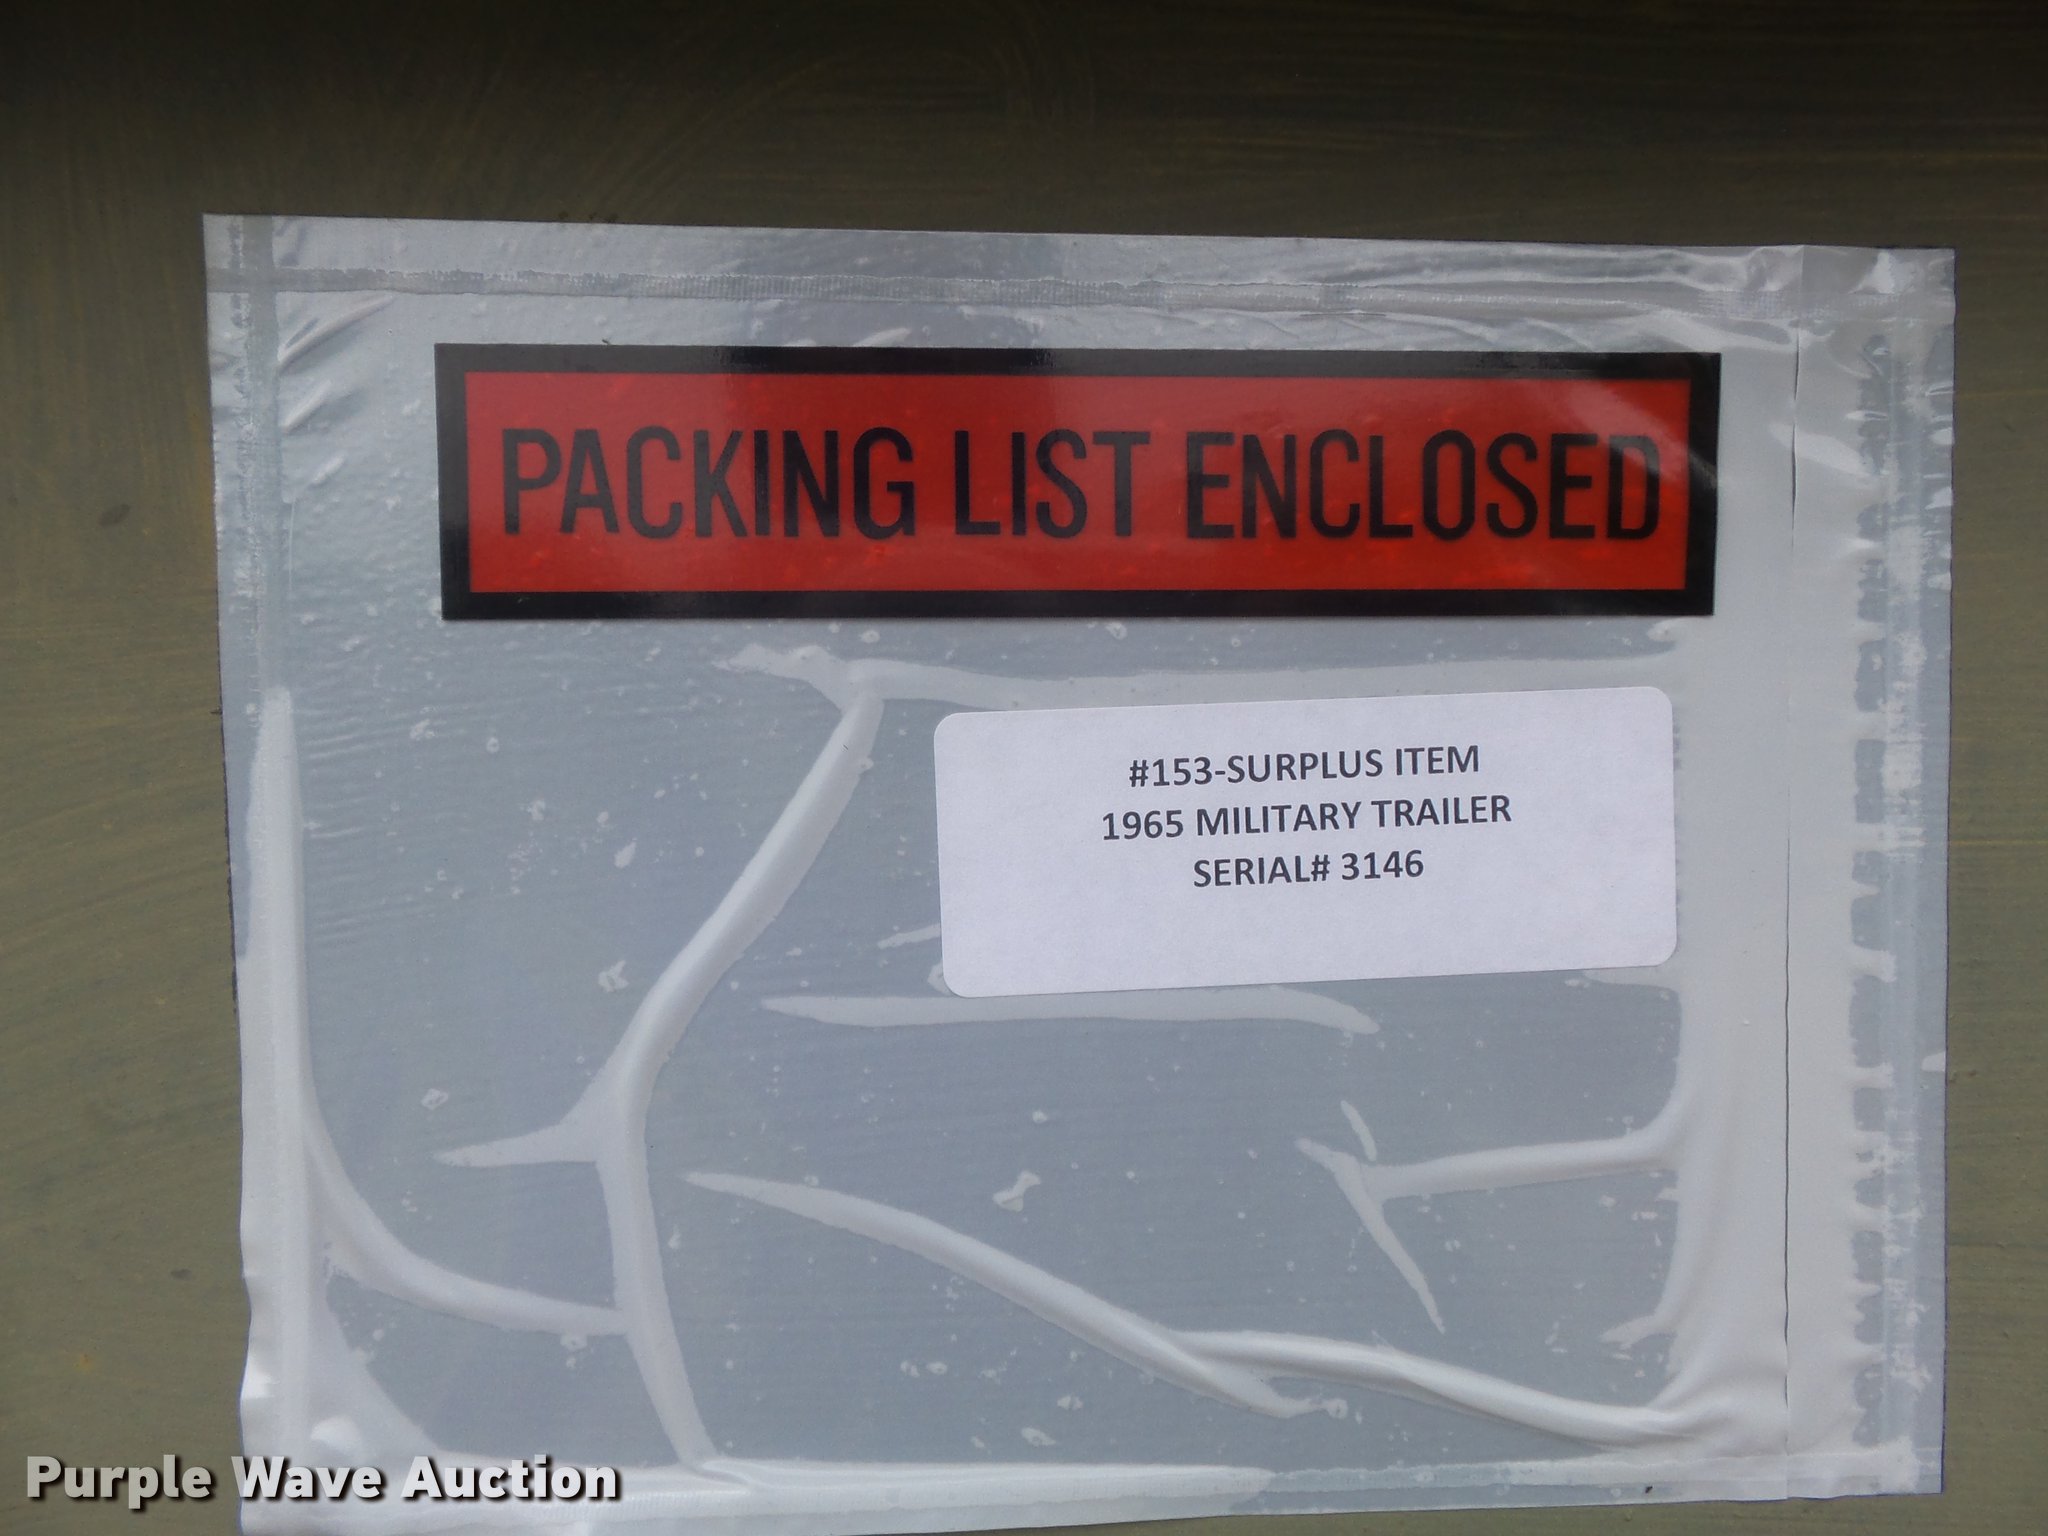 PACKING LIST ENCLOSED
#153-SURPLUS ITEM
1965 MILITARY TRAILER
SERIAL# 3146
Purple Wave Auction